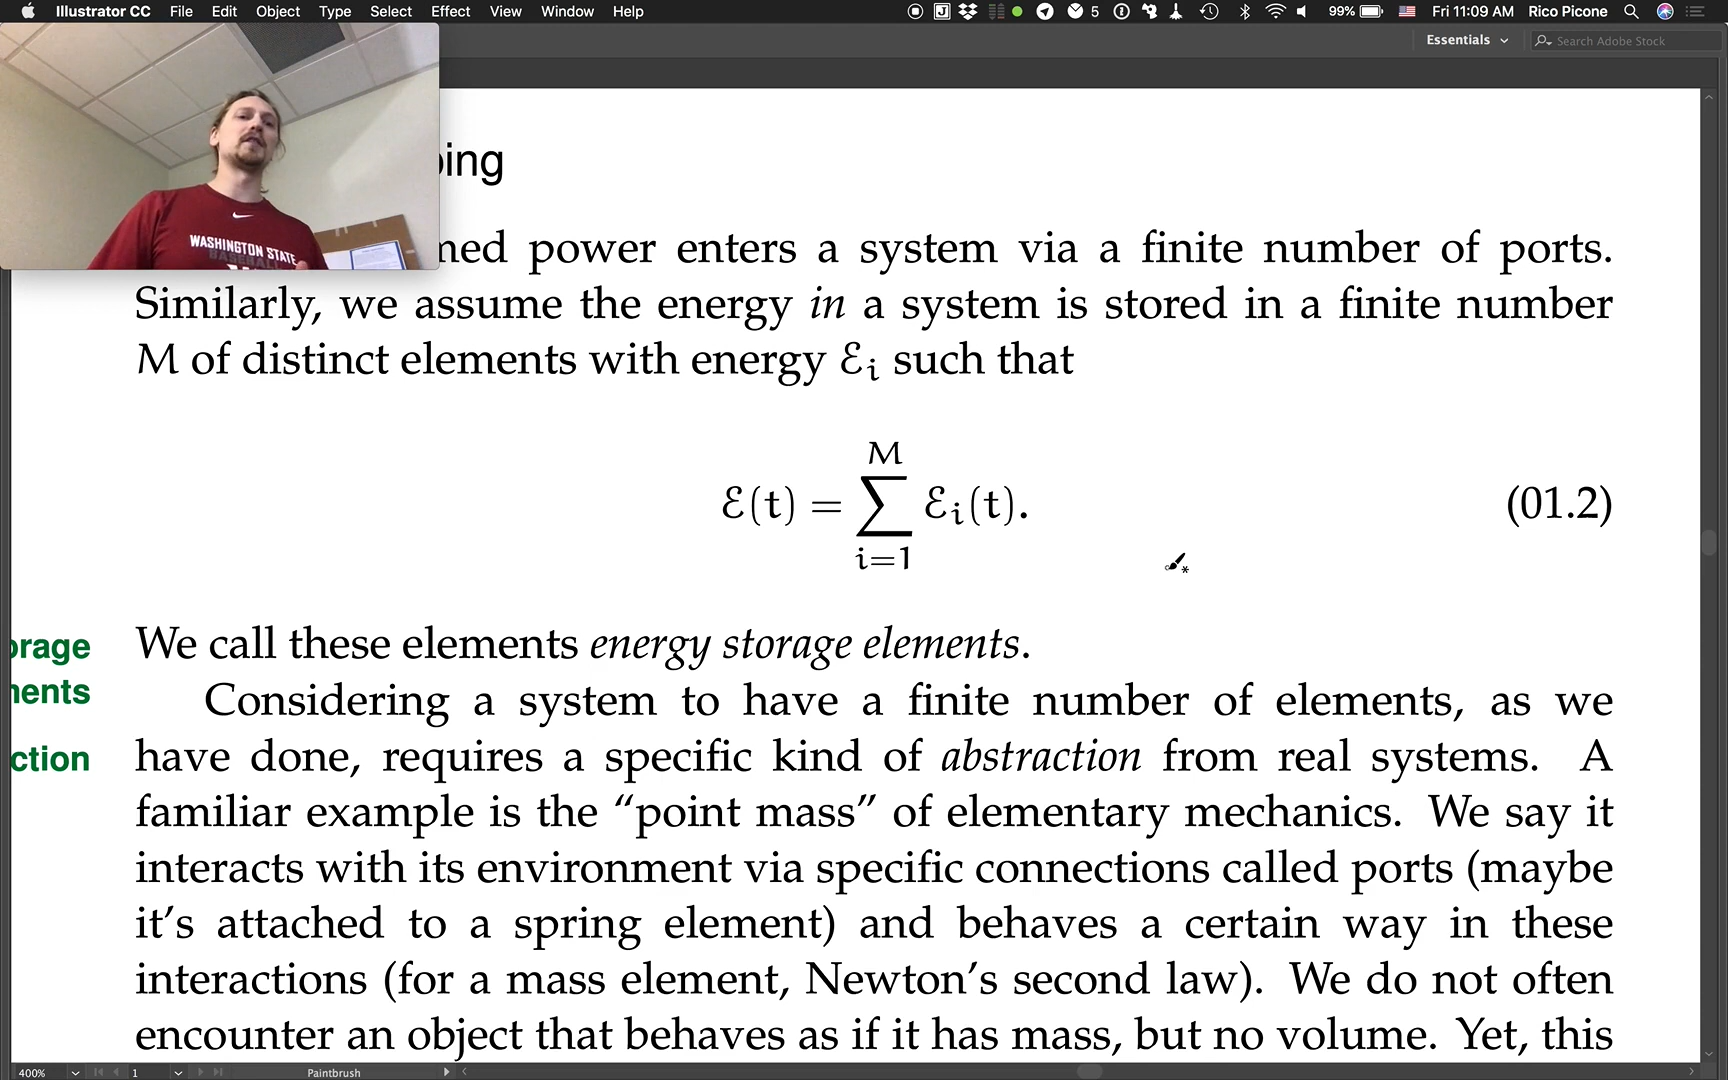 Illustrator CC File Edit Object Type Select Effect View Window Help 5 99% Fri 11:09 AM Rico Picone
Essentials Search Adobe Stock
WASHINGTON STATE
BASEBALL
ping
med power enters a system via a finite number of ports.
Similarly, we assume the energy in a system is stored in a finite number
M of distinct elements with energy ℰᵢ such that
ℰ(t) = ∑_{i=1}^{M} ℰᵢ(t). (01.2)
orage We call these elements energy storage elements.
ments Considering a system to have a finite number of elements, as we
ction have done, requires a specific kind of abstraction from real systems. A
familiar example is the “point mass” of elementary mechanics. We say it
interacts with its environment via specific connections called ports (maybe
it’s attached to a spring element) and behaves a certain way in these
interactions (for a mass element, Newton’s second law). We do not often
encounter an object that behaves as if it has mass, but no volume. Yet, this
400% 1 Paintbrush